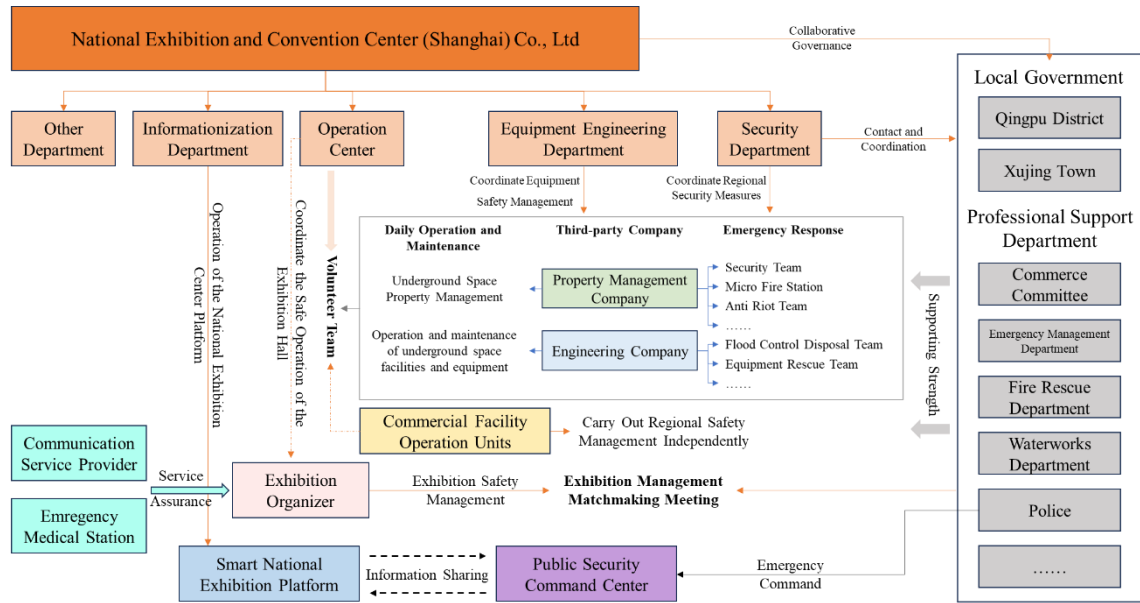 National Exhibition and Convention Center (Shanghai) Co., Ltd
Collaborative
Governance
Local Government
Qingpu District
Xujing Town
Professional Support
Department
Commerce
Committee
Emergency Management
Department
Fire Rescue
Department
Waterworks
Department
Police
……
Other
Department
Informationization
Department
Operation
Center
Equipment Engineering
Department
Security
Department
Contact and
Coordination
Coordinate Equipment
Safety Management
Coordinate Regional
Security Measures
Operation of the National Exhibition
Center Platform
Coordinate the Safe Operation of the
Exhibition Hall
Volunteer Team
Daily Operation and
Maintenance
Third-party Company
Emergency Response
Underground Space
Property Management
Property Management
Company
Security Team
Micro Fire Station
Anti Riot Team
……
Operation and maintenance
of underground space
facilities and equipment
Engineering Company
Flood Control Disposal Team
Equipment Rescue Team
……
Supporting Strength
Commercial Facility
Operation Units
Carry Out Regional Safety
Management Independently
Communication
Service Provider
Emregency
Medical Station
Service
Assurance
Exhibition
Organizer
Exhibition Safety
Management
Exhibition Management
Matchmaking Meeting
Smart National
Exhibition Platform
Information Sharing
Public Security
Command Center
Emergency
Command